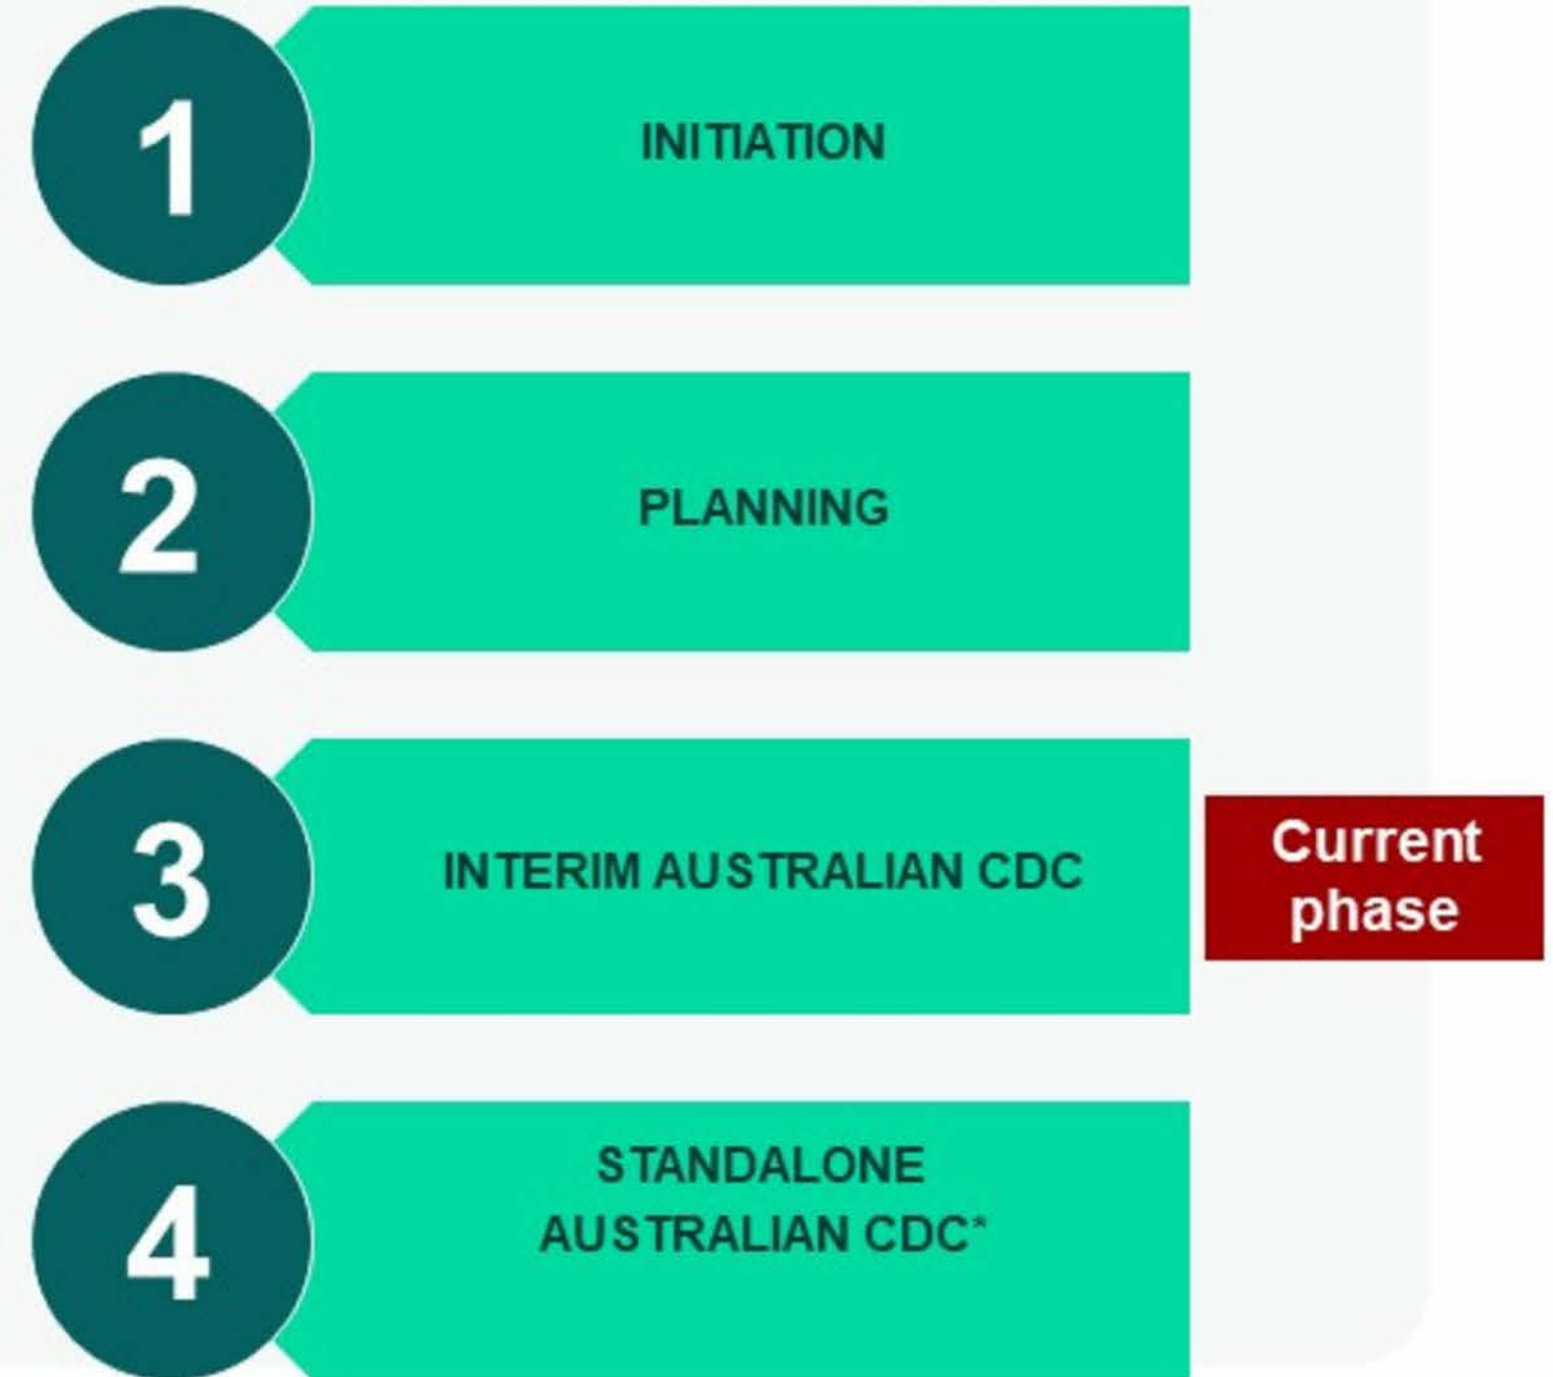 1
INITIATION
2
PLANNING
3
INTERIM AUSTRALIAN CDC
Current
phase
4
STANDALONE
AUSTRALIAN CDC*